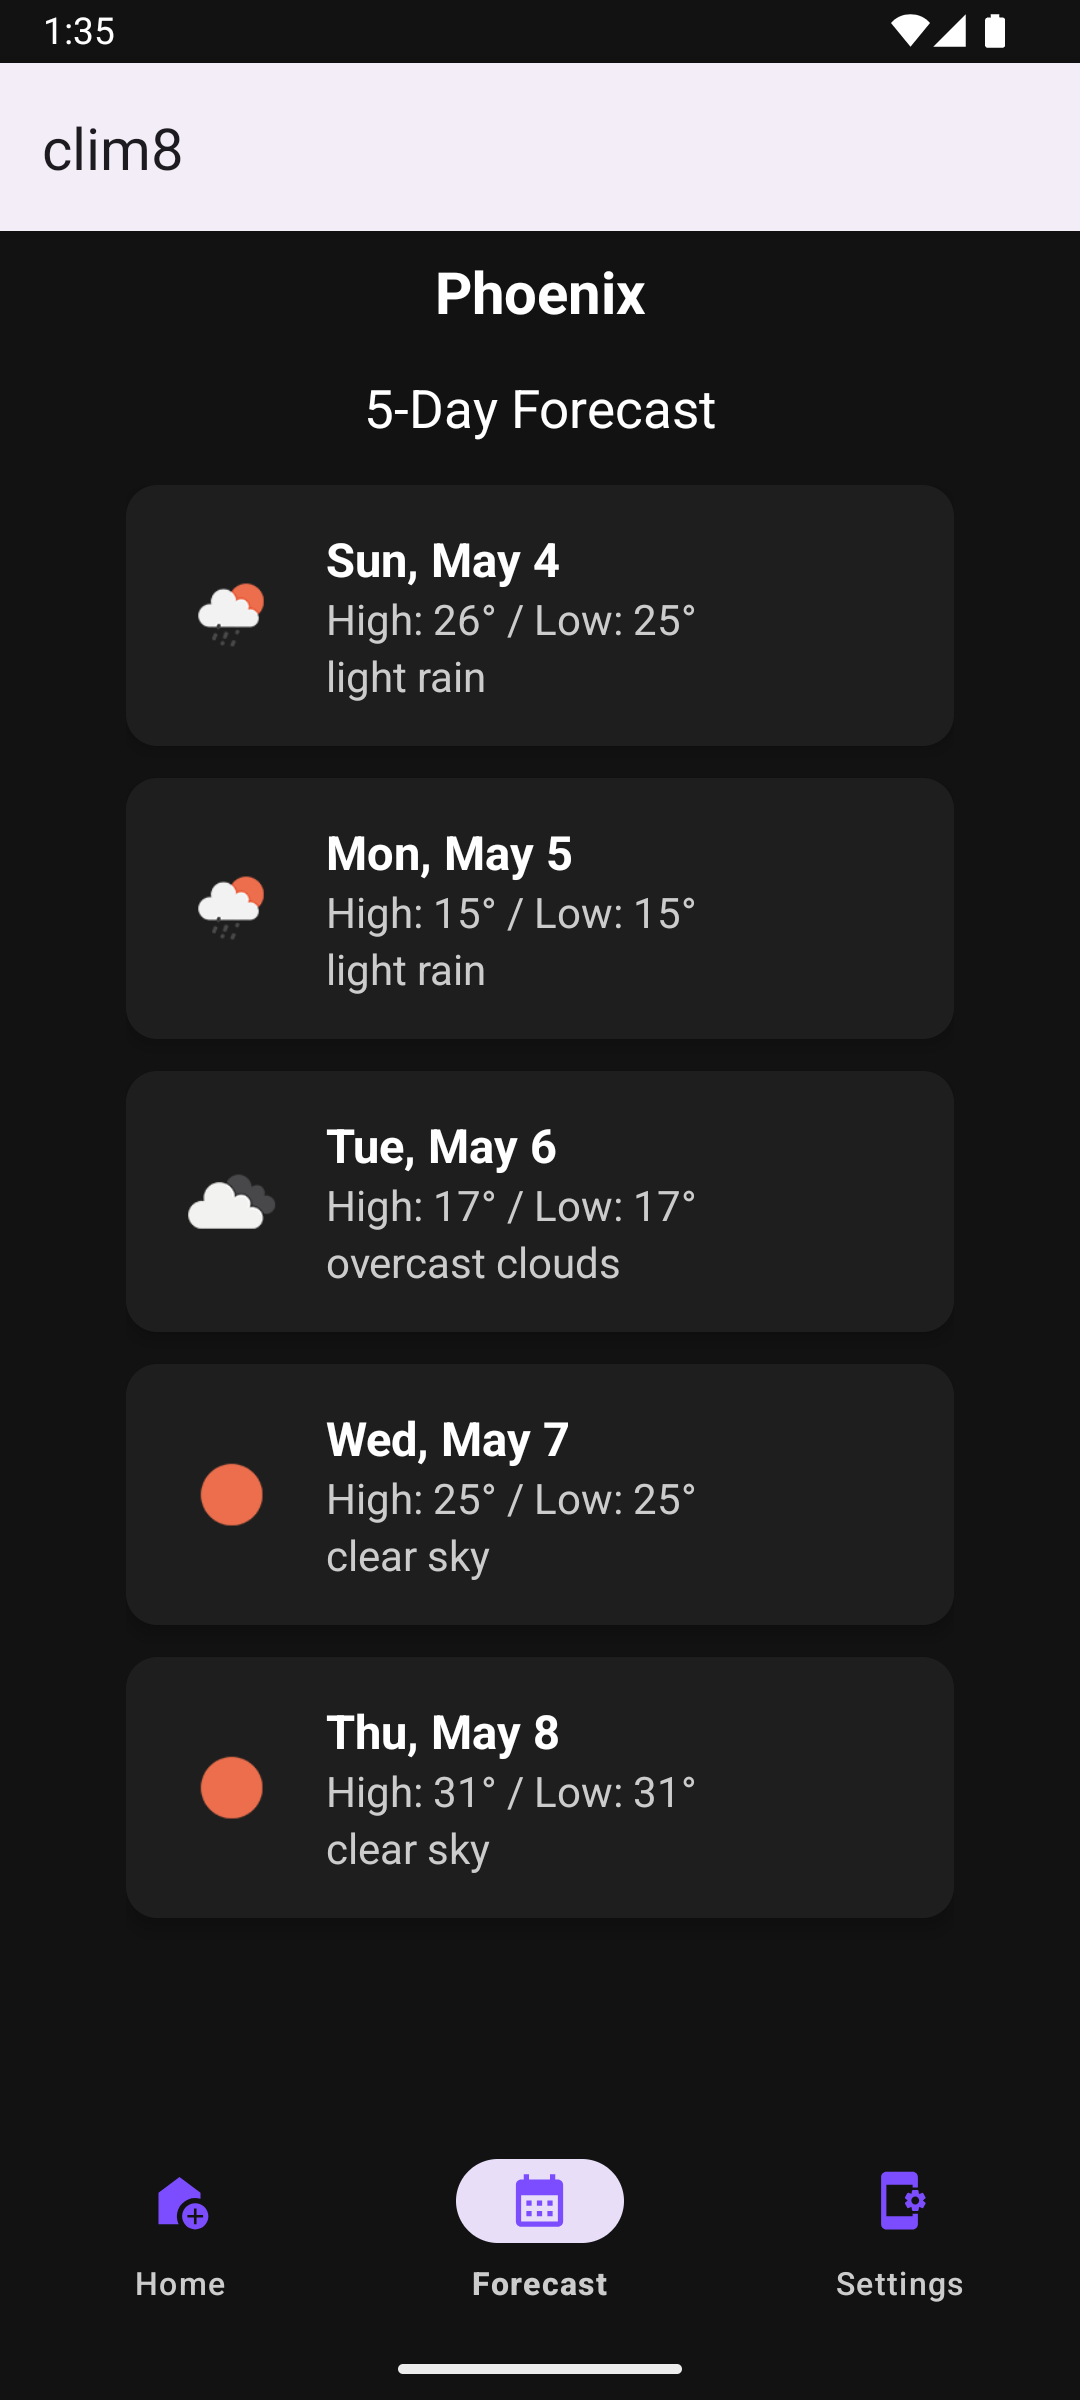 1:35
clim8
Phoenix
5-Day Forecast
Sun, May 4
High: 26° / Low: 25°
light rain
Mon, May 5
High: 15° / Low: 15°
light rain
Tue, May 6
High: 17° / Low: 17°
overcast clouds
Wed, May 7
High: 25° / Low: 25°
clear sky
Thu, May 8
High: 31° / Low: 31°
clear sky
Home
Forecast
Settings